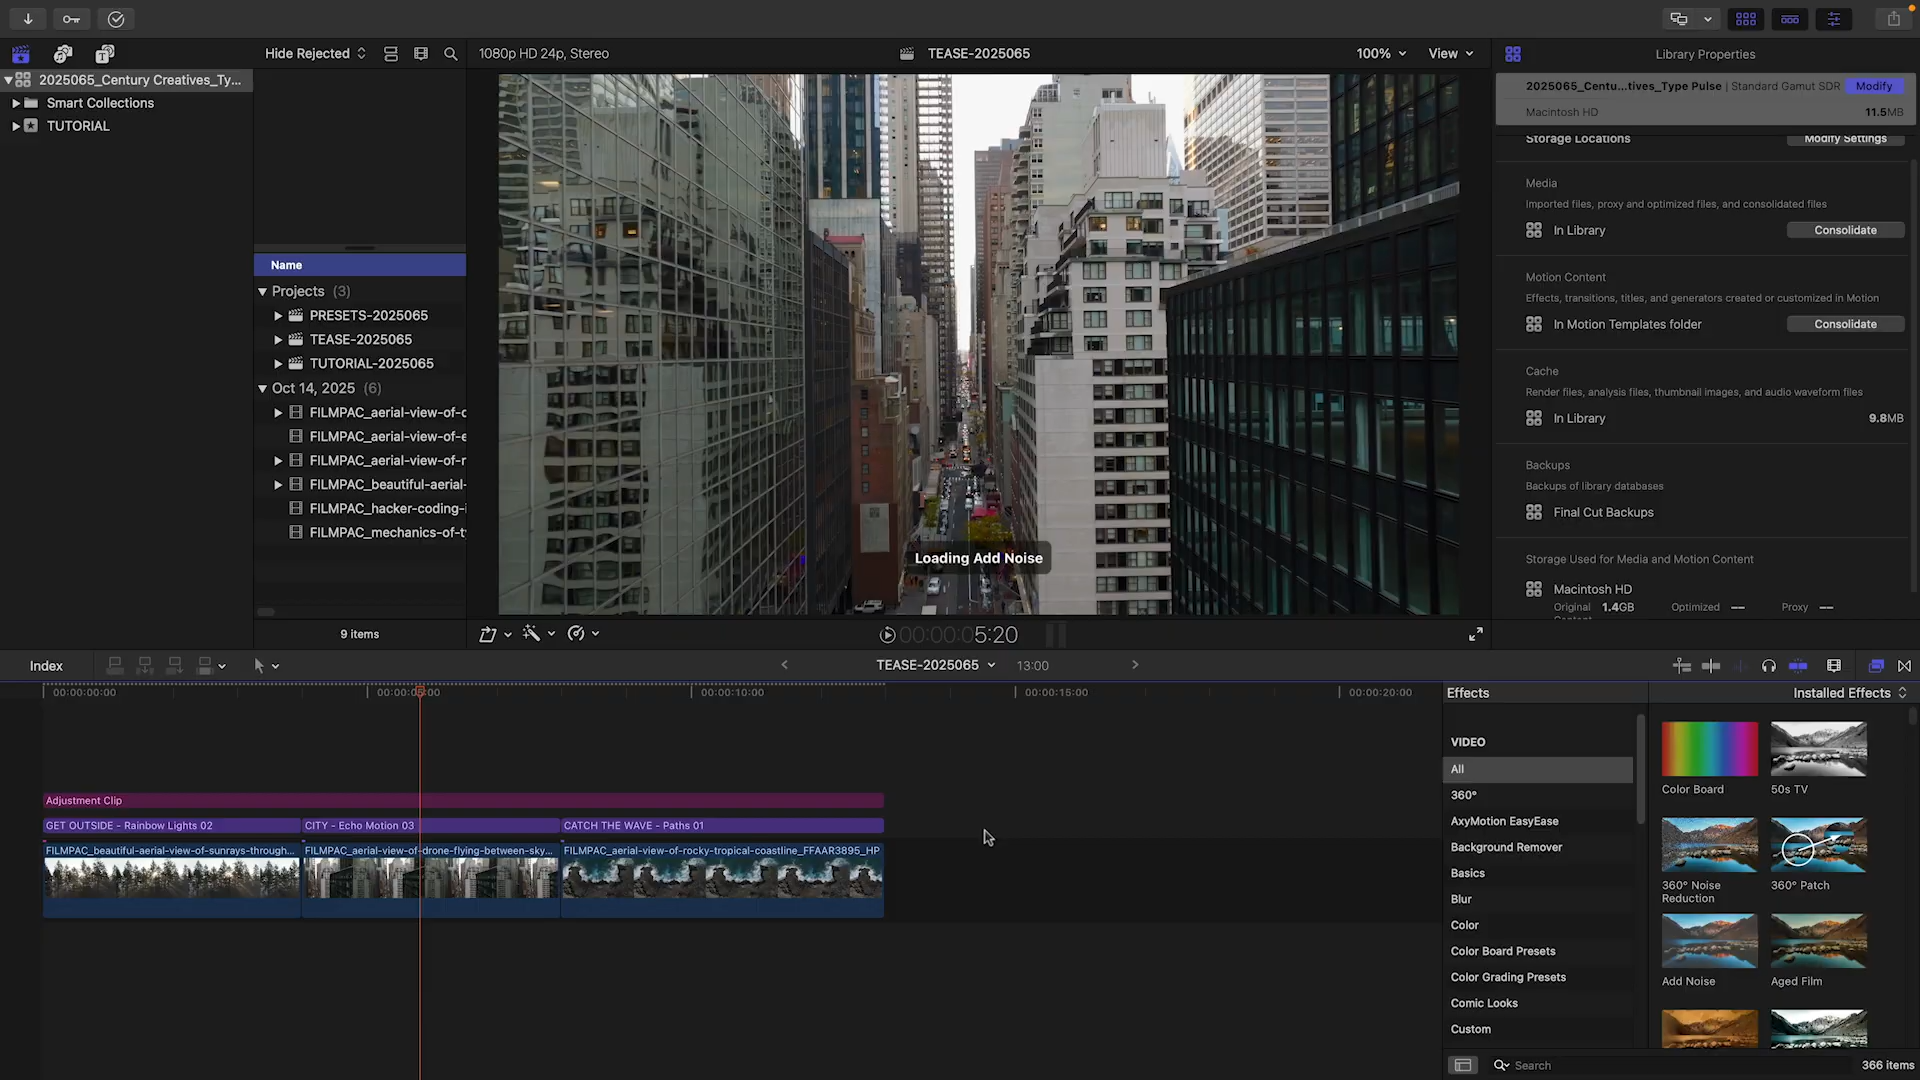 Hide Rejected
1080p HD 24p, Stereo
TEASE-2025065
100%
View
Library Properties
2025065_Century Creatives_Ty...
Smart Collections
TUTORIAL
2025065_Centu...tives_Type Pulse | Standard Gamut SDR
Modify
Macintosh HD
11.5MB
Storage Locations
Modify Settings
Media
Imported files, proxy and optimized files, and consolidated files
In Library
Consolidate
Motion Content
Effects, transitions, titles, and generators created or customized in Motion
In Motion Templates folder
Consolidate
Cache
Render files, analysis files, thumbnail images, and audio waveform files
In Library
9.8MB
Backups
Backups of library databases
Final Cut Backups
Storage Used for Media and Motion Content
Macintosh HD
Original 1.4GB
Optimized --
Proxy --
Content
Name
Projects (3)
PRESETS-2025065
TEASE-2025065
TUTORIAL-2025065
Oct 14, 2025 (6)
FILMPAC_aerial-view-of-c
FILMPAC_aerial-view-of-e
FILMPAC_aerial-view-of-r
FILMPAC_beautiful-aerial-
FILMPAC_hacker-coding-i
FILMPAC_mechanics-of-t
9 items
Loading Add Noise
00:00:05:20
Index
TEASE-2025065
13:00
00:00:00:00
00:00:05:00
00:00:10:00
00:00:15:00
00:00:20:00
Adjustment Clip
GET OUTSIDE - Rainbow Lights 02
CITY - Echo Motion 03
CATCH THE WAVE - Paths 01
FILMPAC_beautiful-aerial-view-of-sunrays-through...
FILMPAC_aerial-view-of-drone-flying-between-sky...
FILMPAC_aerial-view-of-rocky-tropical-coastline_FFAAR3895_HP
Effects
Installed Effects
VIDEO
All
360°
AxyMotion EasyEase
Background Remover
Basics
Blur
Color
Color Board Presets
Color Grading Presets
Comic Looks
Custom
Color Board
50s TV
360° Noise
Reduction
360° Patch
Add Noise
Aged Film
Search
366 items